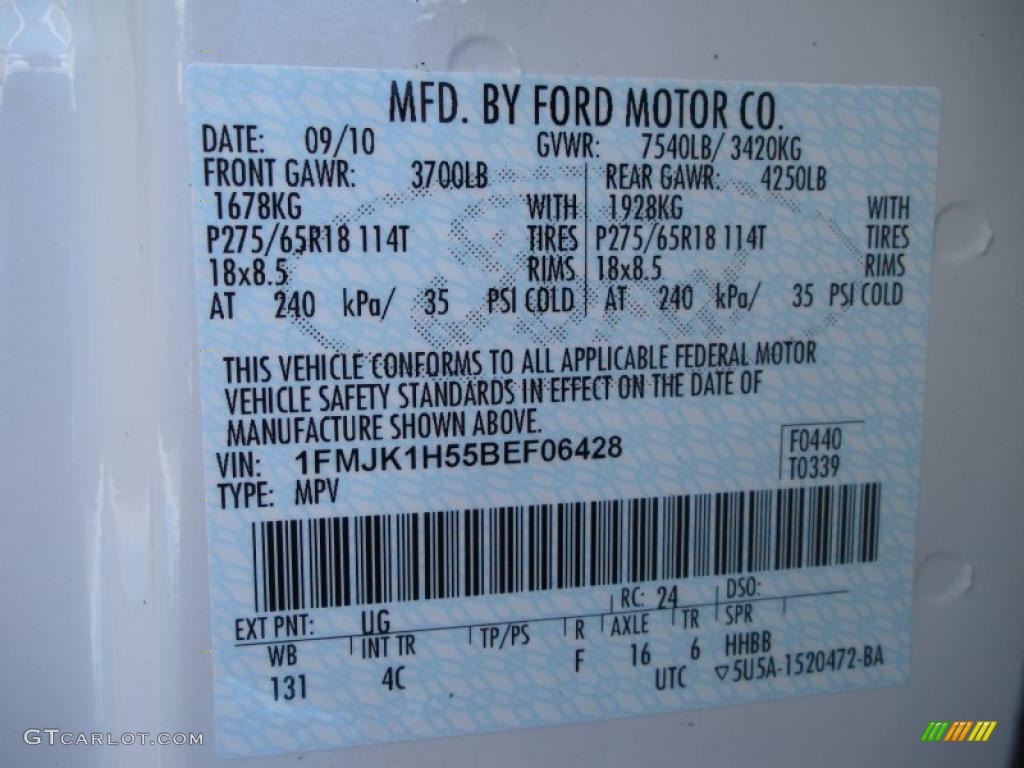 MFD. BY FORD MOTOR CO.
DATE: 09/10 GVWR: 7540LB/ 3420KG
FRONT GAWR: 3700LB REAR GAWR: 4250LB
1678KG WITH 1928KG WITH
P275/65R18 114T TIRES P275/65R18 114T TIRES
18x8.5 RIMS 18x8.5 RIMS
AT 240 kPa/ 35 PSI COLD AT 240 kPa/ 35 PSI COLD
THIS VEHICLE CONFORMS TO ALL APPLICABLE FEDERAL MOTOR
VEHICLE SAFETY STANDARDS IN EFFECT ON THE DATE OF
MANUFACTURE SHOWN ABOVE.
VIN: 1FMJK1H55BEF06428 F0440
TYPE: MPV T0339
EXT PNT: UG RC: 24 DSO:
WB INT TR TP/PS R AXLE TR SPR
131 4C F 16 6 HHBB
UTC ▽5U5A-1520472-BA
GTCARLOT.COM